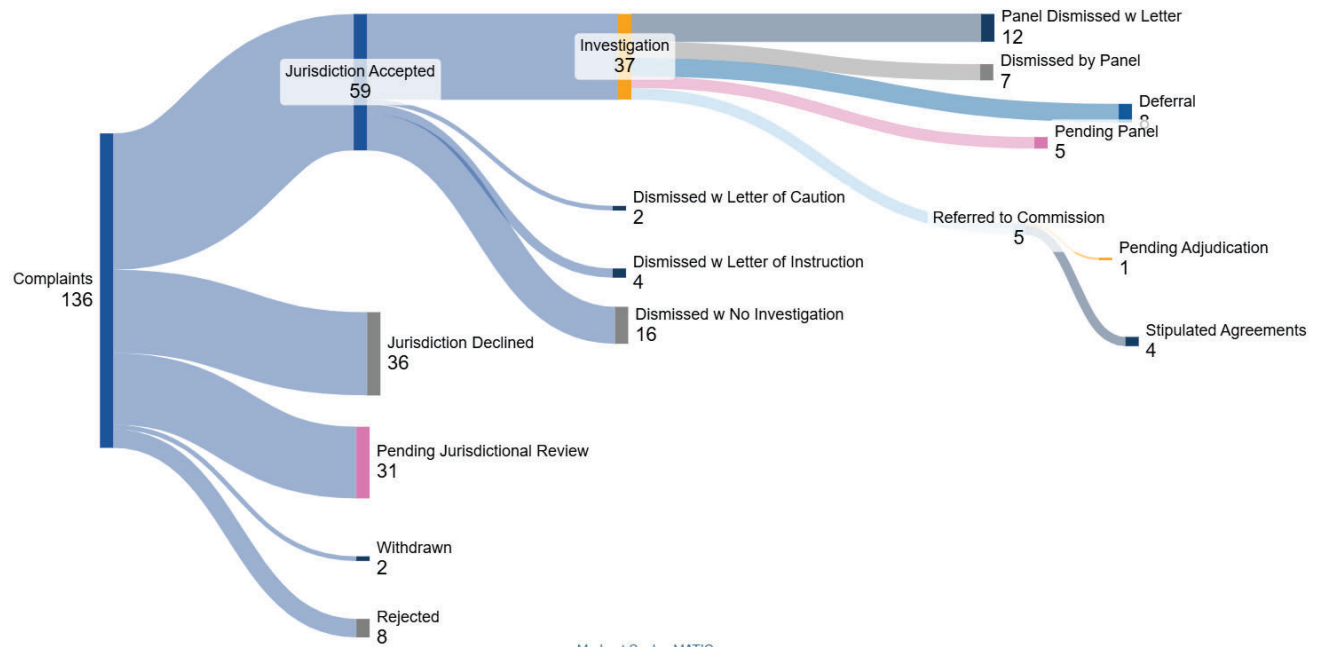 Complaints
136
Jurisdiction Accepted
59
Jurisdiction Declined
36
Pending Jurisdictional Review
31
Withdrawn
2
Rejected
8
Investigation
37
Dismissed w Letter of Caution
2
Dismissed w Letter of Instruction
4
Dismissed w No Investigation
16
Panel Dismissed w Letter
12
Dismissed by Panel
7
Deferral
8
Pending Panel
5
Referred to Commission
5
Pending Adjudication
1
Stipulated Agreements
4